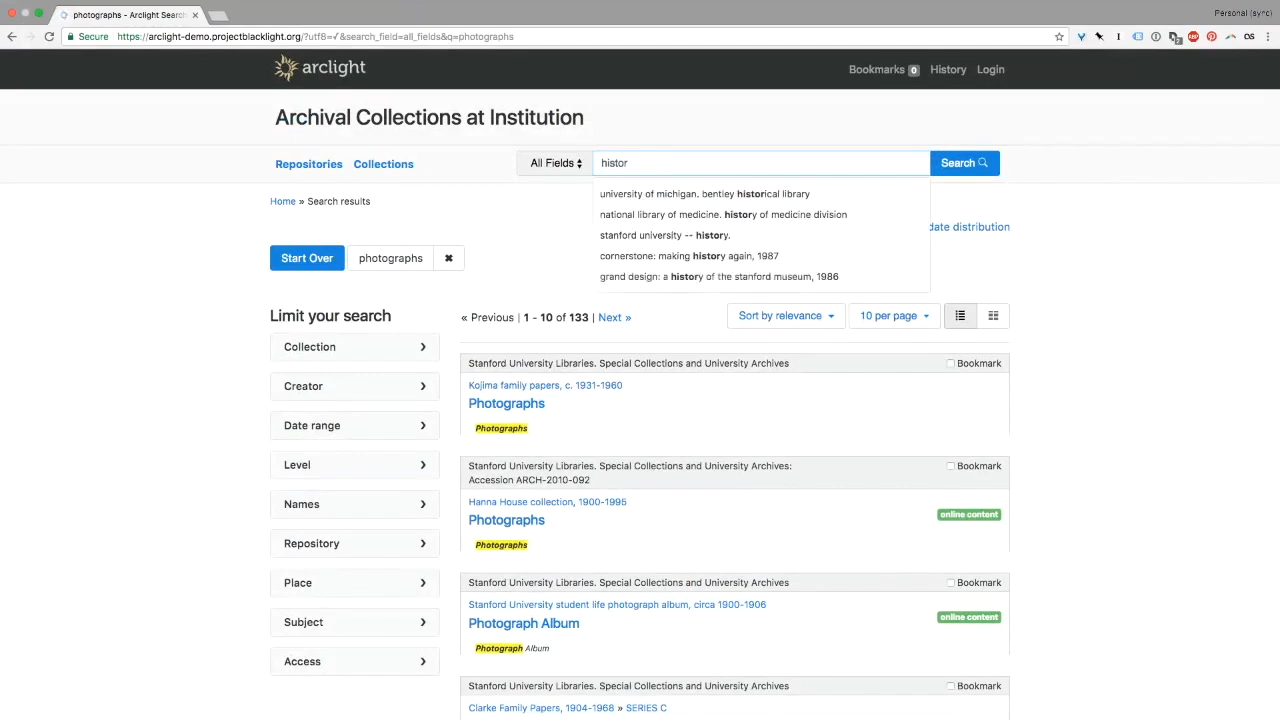 photographs - Arclight Search
Personal (sync)
Secure https://arclight-demo.projectblacklight.org/?utf8=✓&search_field=all_fields&q=photographs
arclight
Bookmarks 0 History Login
Archival Collections at Institution
Repositories Collections
All Fields
histor
Search
university of michigan. bentley historical library
national library of medicine. history of medicine division
stanford university -- history.
cornerstone: making history again, 1987
grand design: a history of the stanford museum, 1986
Home » Search results
date distribution
Start Over photographs ✖
Limit your search
Collection
Creator
Date range
Level
Names
Repository
Place
Subject
Access
« Previous | 1 - 10 of 133 | Next »
Sort by relevance
10 per page
Stanford University Libraries. Special Collections and University Archives
Bookmark
Kojima family papers, c. 1931-1960
Photographs
Photographs
Stanford University Libraries. Special Collections and University Archives:
Accession ARCH-2010-092
Bookmark
Hanna House collection, 1900-1995
Photographs
online content
Photographs
Stanford University Libraries. Special Collections and University Archives
Bookmark
Stanford University student life photograph album, circa 1900-1906
Photograph Album
online content
Photograph Album
Stanford University Libraries. Special Collections and University Archives
Bookmark
Clarke Family Papers, 1904-1968 » SERIES C